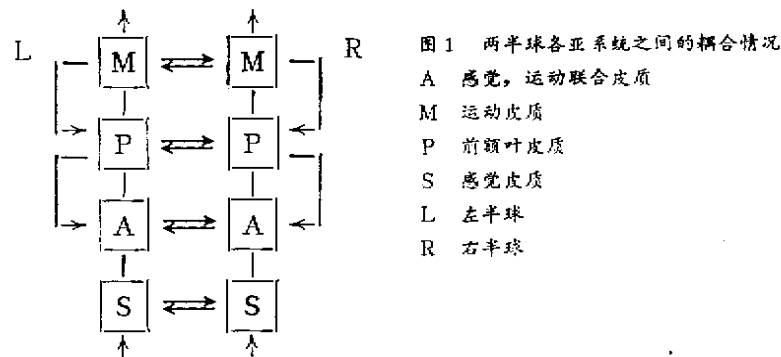 L
R
M
M
P
P
A
A
S
S
图1 两半球各亚系统之间的耦合情况
A 感觉，运动联合皮质
M 运动皮质
P 前额叶皮质
S 感觉皮质
L 左半球
R 右半球